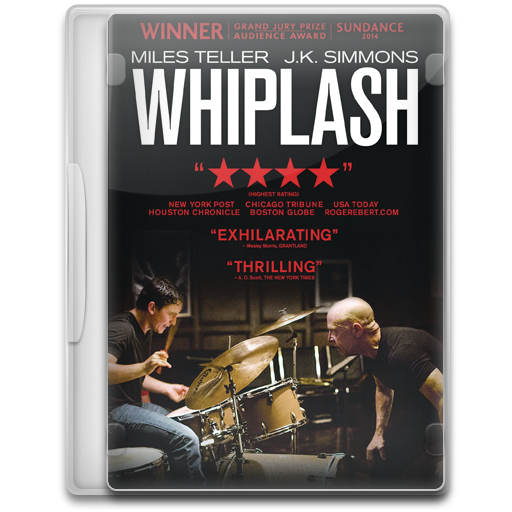 WINNER
GRAND JURY PRIZE
AUDIENCE AWARD
SUNDANCE
2014
MILES TELLER J.K. SIMMONS
WHIPLASH
“★★★★”
(HIGHEST RATING)
NEW YORK POST CHICAGO TRIBUNE USA TODAY
HOUSTON CHRONICLE BOSTON GLOBE ROGEREBERT.COM
“EXHILARATING”
– Wesley Morris, GRANTLAND
“THRILLING”
– A. O. Scott, THE NEW YORK TIMES